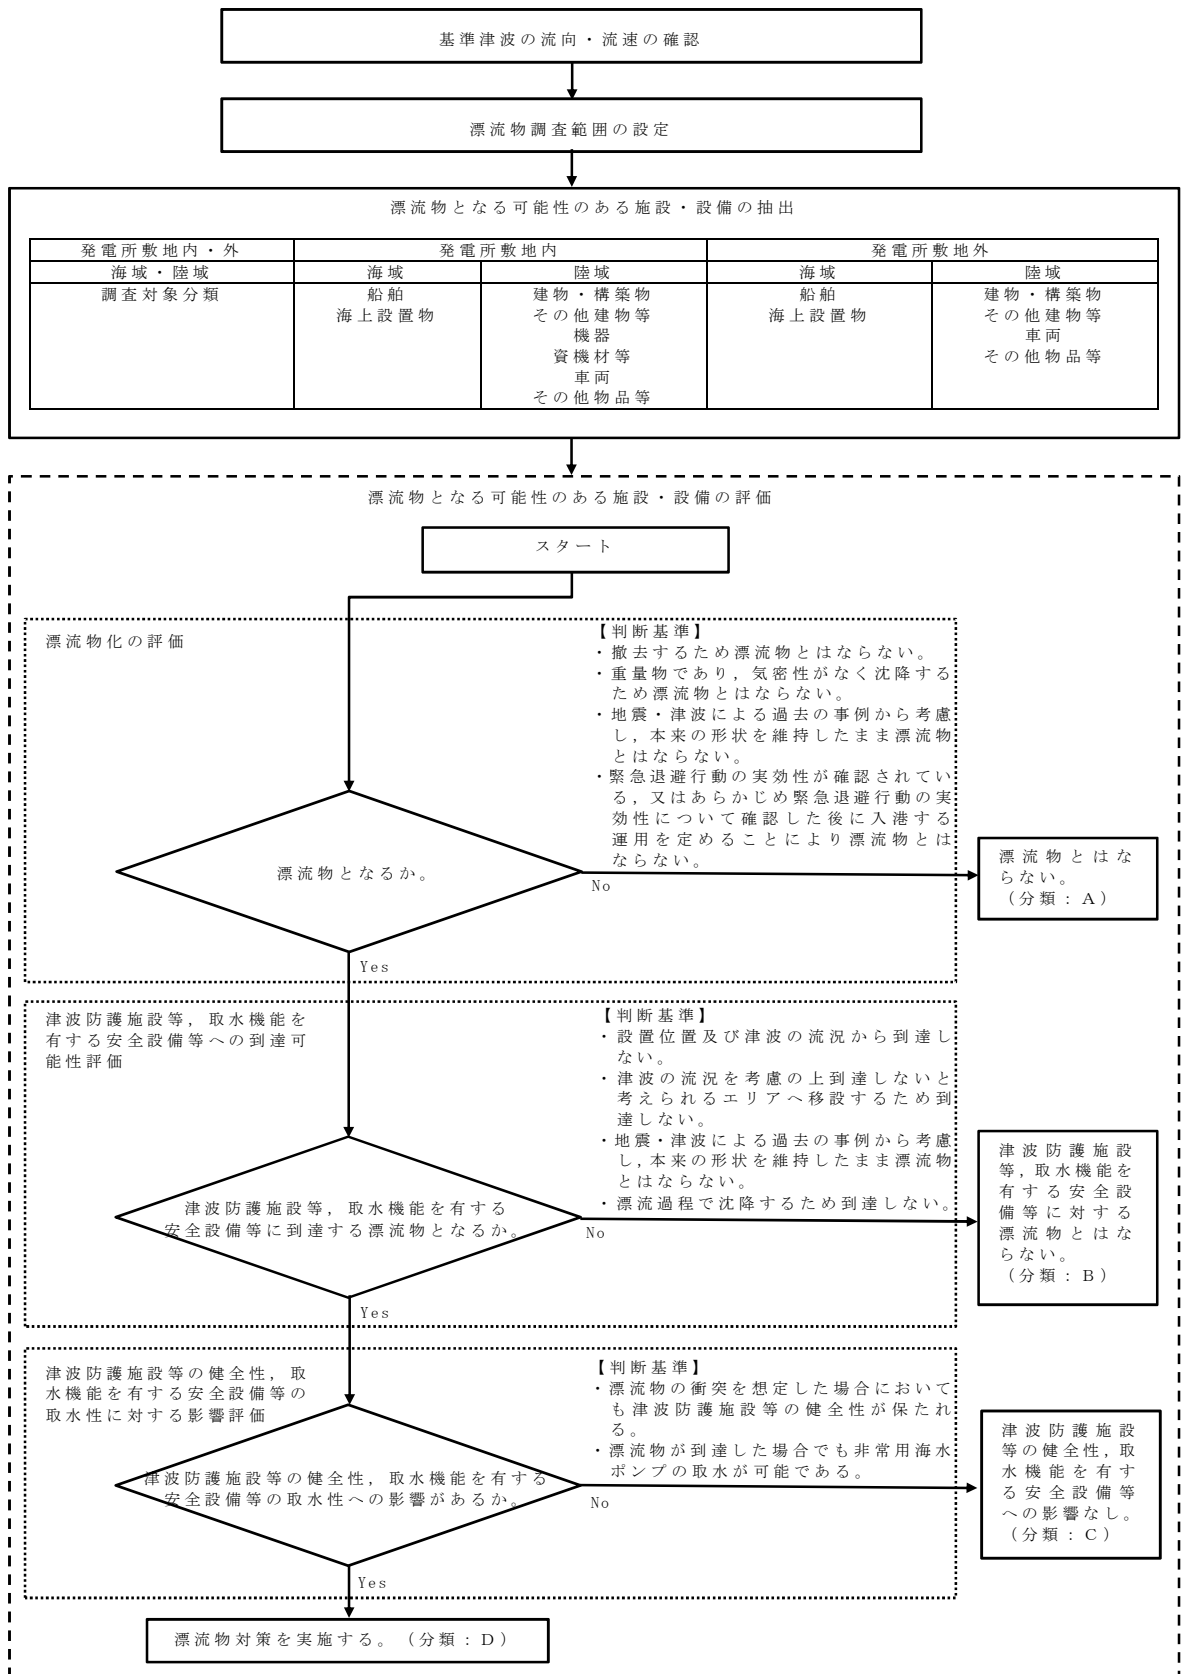 基準津波の流向・流速の確認
漂流物調査範囲の設定
漂流物となる可能性のある施設・設備の抽出
発電所敷地内・外 発電所敷地内 発電所敷地外
海域・陸域 海域 陸域 海域 陸域
調査対象分類 船舶 建物・構築物 船舶 建物・構築物
海上設置物 その他建物等 海上設置物 その他建物等
機器 車両
資機材等 その他物品等
車両
その他物品等
漂流物となる可能性のある施設・設備の評価
スタート
漂流物化の評価
【判断基準】
・撤去するため漂流物とはならない。
・重量物であり，気密性がなく沈降する
ため漂流物とはならない。
・地震・津波による過去の事例から考慮
し，本来の形状を維持したまま漂流物
とはならない。
・緊急退避行動の実効性が確認されてい
る，又はあらかじめ緊急退避行動の実
効性について確認した後に入港する
運用を定めることにより漂流物とは
ならない。
漂流物となるか。
No
漂流物とはな
らない。
（分類：A）
Yes
津波防護施設等，取水機能を
有する安全設備等への到達可
能性評価
【判断基準】
・設置位置及び津波の流況から到達し
ない。
・津波の流況を考慮の上到達しないと
考えられるエリアへ移設するため到
達しない。
・地震・津波による過去の事例から考慮
し，本来の形状を維持したまま漂流物
とはならない。
・漂流過程で沈降するため到達しない。
津波防護施設等，取水機能を有する
安全設備等に到達する漂流物となるか。
No
津波防護施設
等，取水機能を
有する安全設
備等に対する
漂流物とはな
らない。
（分類：B）
Yes
津波防護施設等の健全性，取
水機能を有する安全設備等の
取水性に対する影響評価
【判断基準】
・漂流物の衝突を想定した場合において
も津波防護施設等の健全性が保たれ
る。
・漂流物が到達した場合でも非常用海水
ポンプの取水が可能である。
津波防護施設等の健全性，取水機能を有する
安全設備等の取水性への影響があるか。
No
津波防護施設
等の健全性，取
水機能を有す
る安全設備等
への影響なし。
（分類：C）
Yes
漂流物対策を実施する。（分類：D）